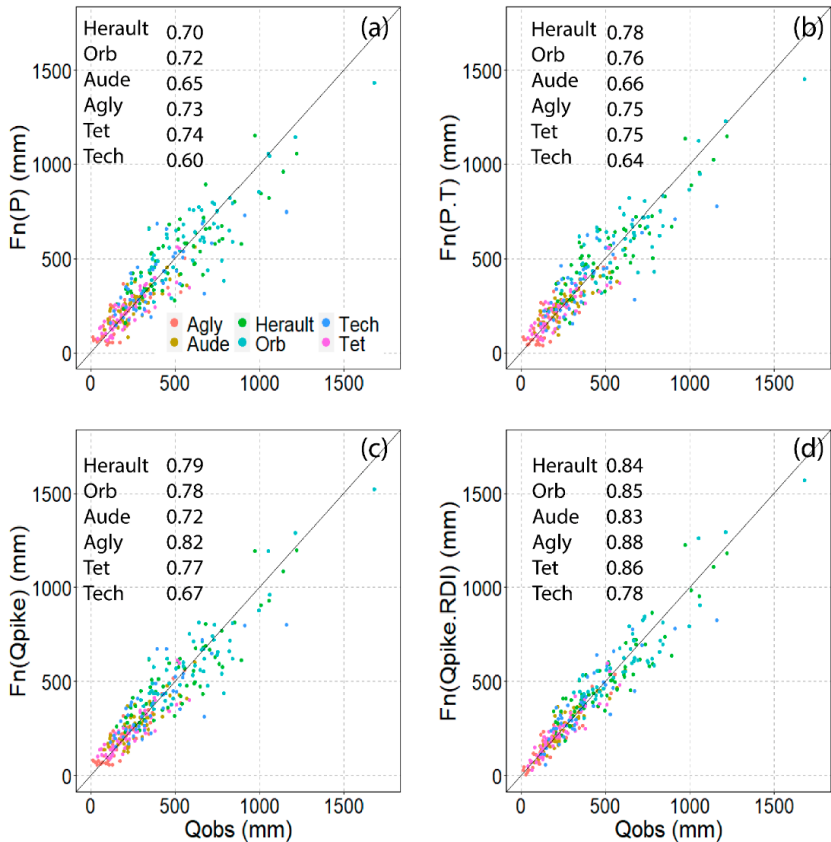 (a)
Herault 0.70
Orb 0.72
Aude 0.65
Agly 0.73
Tet 0.74
Tech 0.60
Fn(P) (mm)
1500
1000
500
0
Agly Herault Tech
Aude Orb Tet
0 500 1000 1500
(b)
Herault 0.78
Orb 0.76
Aude 0.66
Agly 0.75
Tet 0.75
Tech 0.64
Fn(P.T) (mm)
1500
1000
500
0
0 500 1000 1500
(c)
Herault 0.79
Orb 0.78
Aude 0.72
Agly 0.82
Tet 0.77
Tech 0.67
Fn(Qpike) (mm)
1500
1000
500
0
0 500 1000 1500
Qobs (mm)
(d)
Herault 0.84
Orb 0.85
Aude 0.83
Agly 0.88
Tet 0.86
Tech 0.78
Fn(Qpike.RDI) (mm)
1500
1000
500
0
0 500 1000 1500
Qobs (mm)